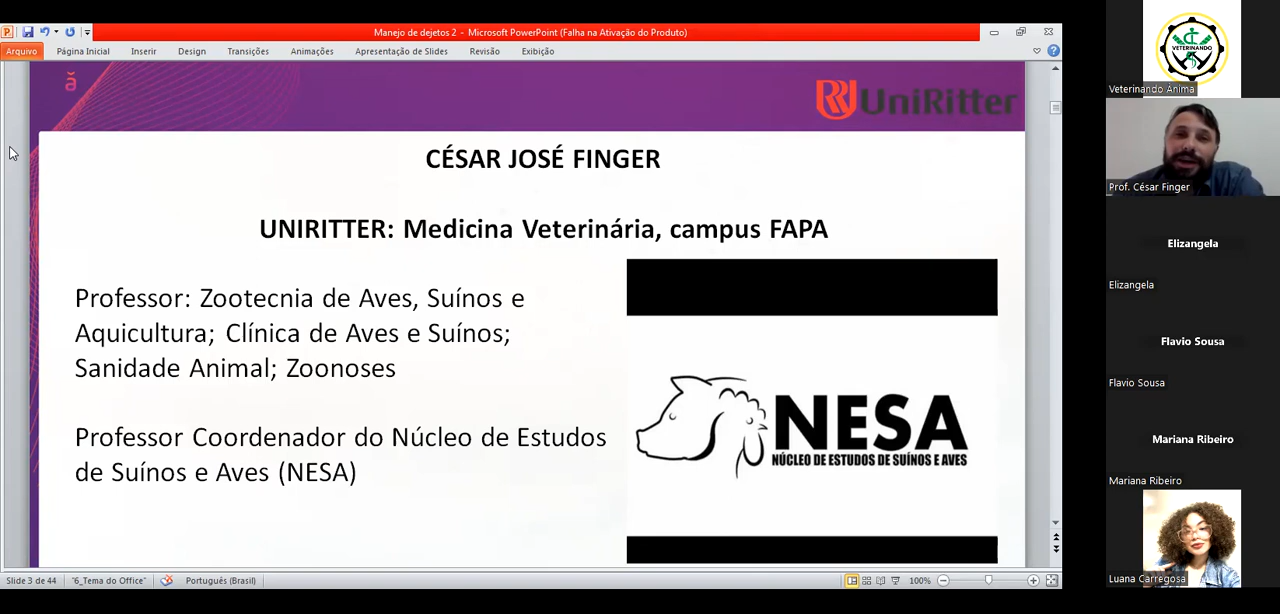 Manejo de dejetos 2 - Microsoft PowerPoint (Falha na Ativação do Produto)
Arquivo Página Inicial Inserir Design Transições Animações Apresentação de Slides Revisão Exibição
ă
UniRitter
CÉSAR JOSÉ FINGER
UNIRITTER: Medicina Veterinária, campus FAPA
Professor: Zootecnia de Aves, Suínos e
Aquicultura; Clínica de Aves e Suínos;
Sanidade Animal; Zoonoses
Professor Coordenador do Núcleo de Estudos
de Suínos e Aves (NESA)
NESA
NÚCLEO DE ESTUDOS DE SUÍNOS E AVES
Slide 3 de 44 "6_Tema do Office" Português (Brasil) 100%
VETERINANDO
Veterinando Anima
Prof. César Finger
Elizangela
Elizangela
Flavio Sousa
Flavio Sousa
Mariana Ribeiro
Mariana Ribeiro
Luana Carregosa